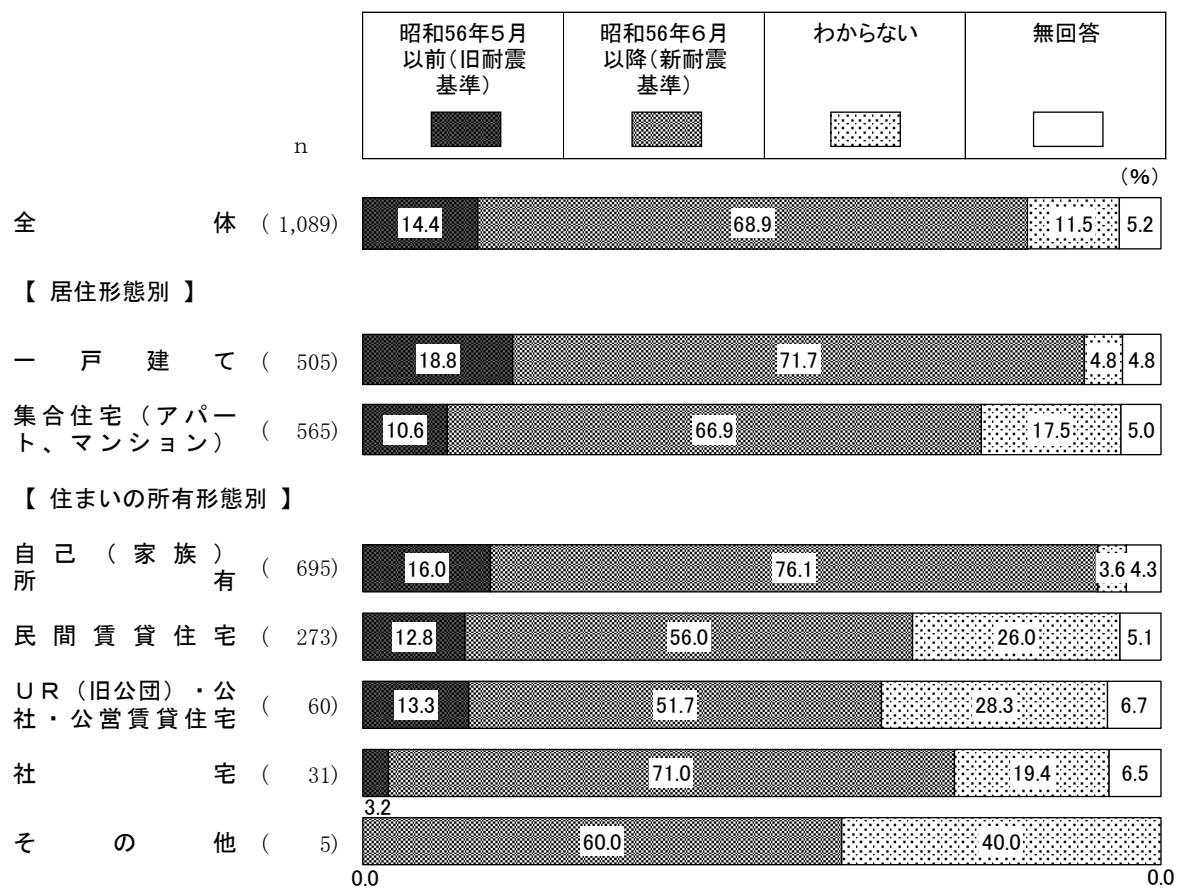 昭和56年5月
以前（旧耐震
基準）
昭和56年６月
以降（新耐震
基準）
わからない
無回答
n
（%）
全体 （ 1,089） 14.4 68.9 11.5 5.2
【 居住形態別 】
一戸建て （ 505） 18.8 71.7 4.8 4.8
集合住宅（アパー
ト、マンション） （ 565） 10.6 66.9 17.5 5.0
【 住まいの所有形態別 】
自己（家族）
所有 （ 695） 16.0 76.1 3.6 4.3
民間賃貸住宅 （ 273） 12.8 56.0 26.0 5.1
ＵＲ（旧公団）・公
社・公営賃貸住宅 （ 60） 13.3 51.7 28.3 6.7
社宅 （ 31） 71.0 19.4 6.5
3.2
その他 （ 5） 60.0 40.0
0.0 0.0